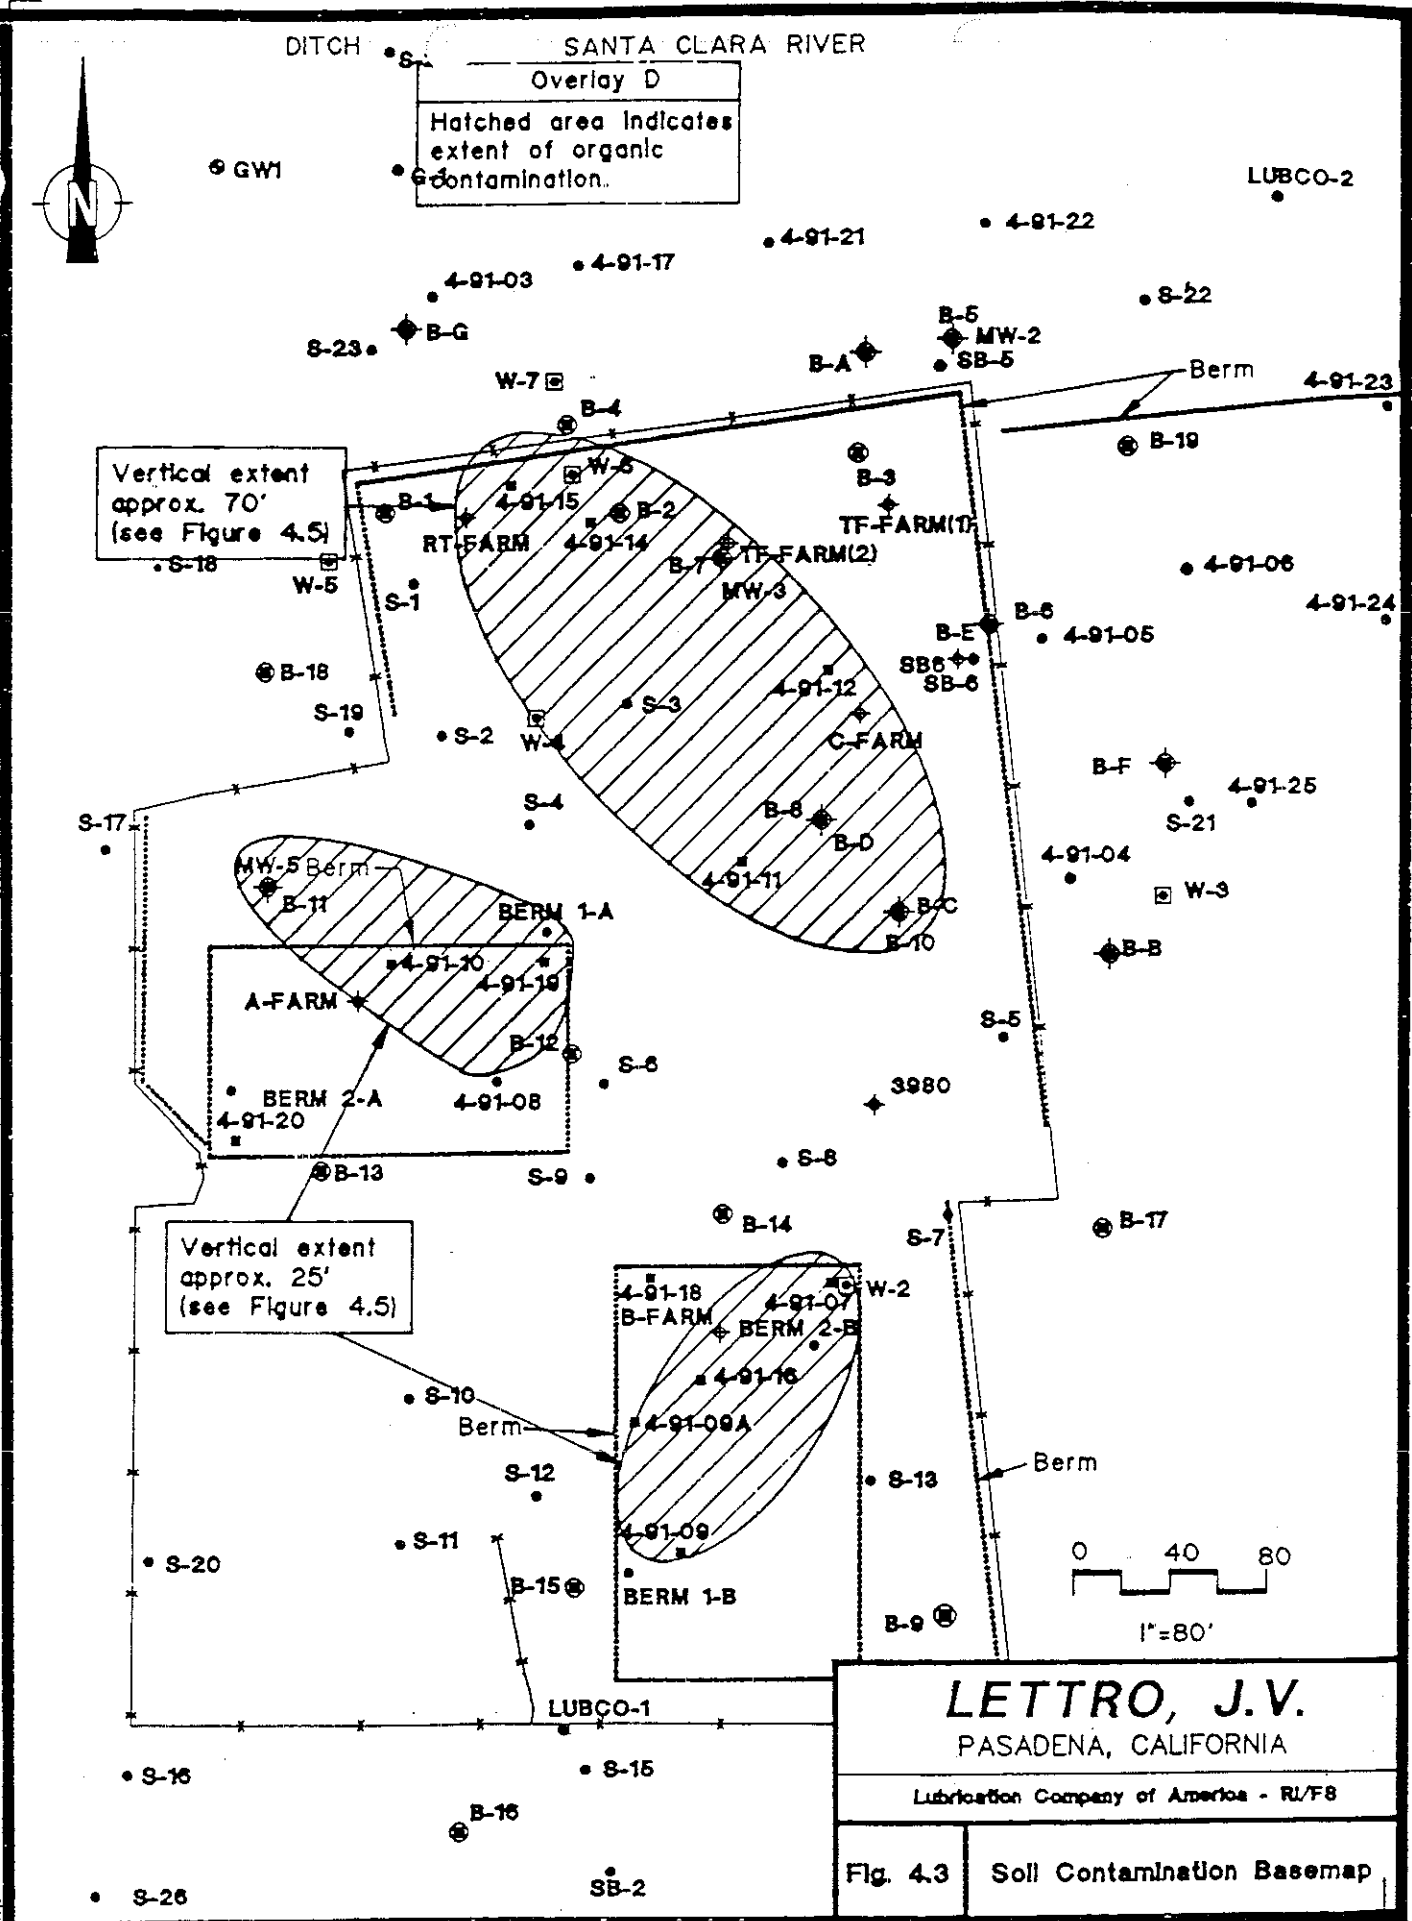 DITCH
SANTA CLARA RIVER
Overlay D
Hatched area indicates
extent of organic
contamination.
N
GW1
LUBCO-2
4-91-22
4-91-21
4-91-17
4-91-03
S-22
B-G
B-5
MW-2
S-23
B-A
SB-5
Berm
W-7
4-91-23
B-4
B-19
Vertical extent
approx. 70'
(see Figure 4.5)
W-6
B-3
4-91-15
B-1
B-2
TF-FARM(1)
RT-FARM
4-91-14
TF-FARM(2)
B-7
S-18
W-5
4-91-06
MW-3
S-1
4-91-24
B-6
B-E
4-91-05
SB6
B-18
SB-6
4-91-12
S-3
S-19
S-2
W-4
C-FARM
B-F
4-91-25
S-4
B-8
S-21
S-17
B-D
4-91-04
MW-5
Berm
4-91-11
W-3
B-11
BERM 1-A
B-C
B-10
B-B
4-91-10
4-91-19
A-FARM
S-5
B-12
S-6
3980
BERM 2-A
4-91-08
4-91-20
S-8
B-13
S-9
B-14
B-17
S-7
Vertical extent
approx. 25'
(see Figure 4.5)
4-91-18
4-91-07
W-2
B-FARM
BERM 2-B
4-91-16
S-10
Berm
4-91-09A
Berm
S-12
S-13
4-91-09
S-11
0 40 80
S-20
B-15
BERM 1-B
B-9
1"=80'
LUBCO-1
LETTRO, J.V.
PASADENA, CALIFORNIA
S-16
S-15
Lubrication Company of America - RI/FS
B-16
Fig. 4.3
Soil Contamination Basemap
SB-2
S-26